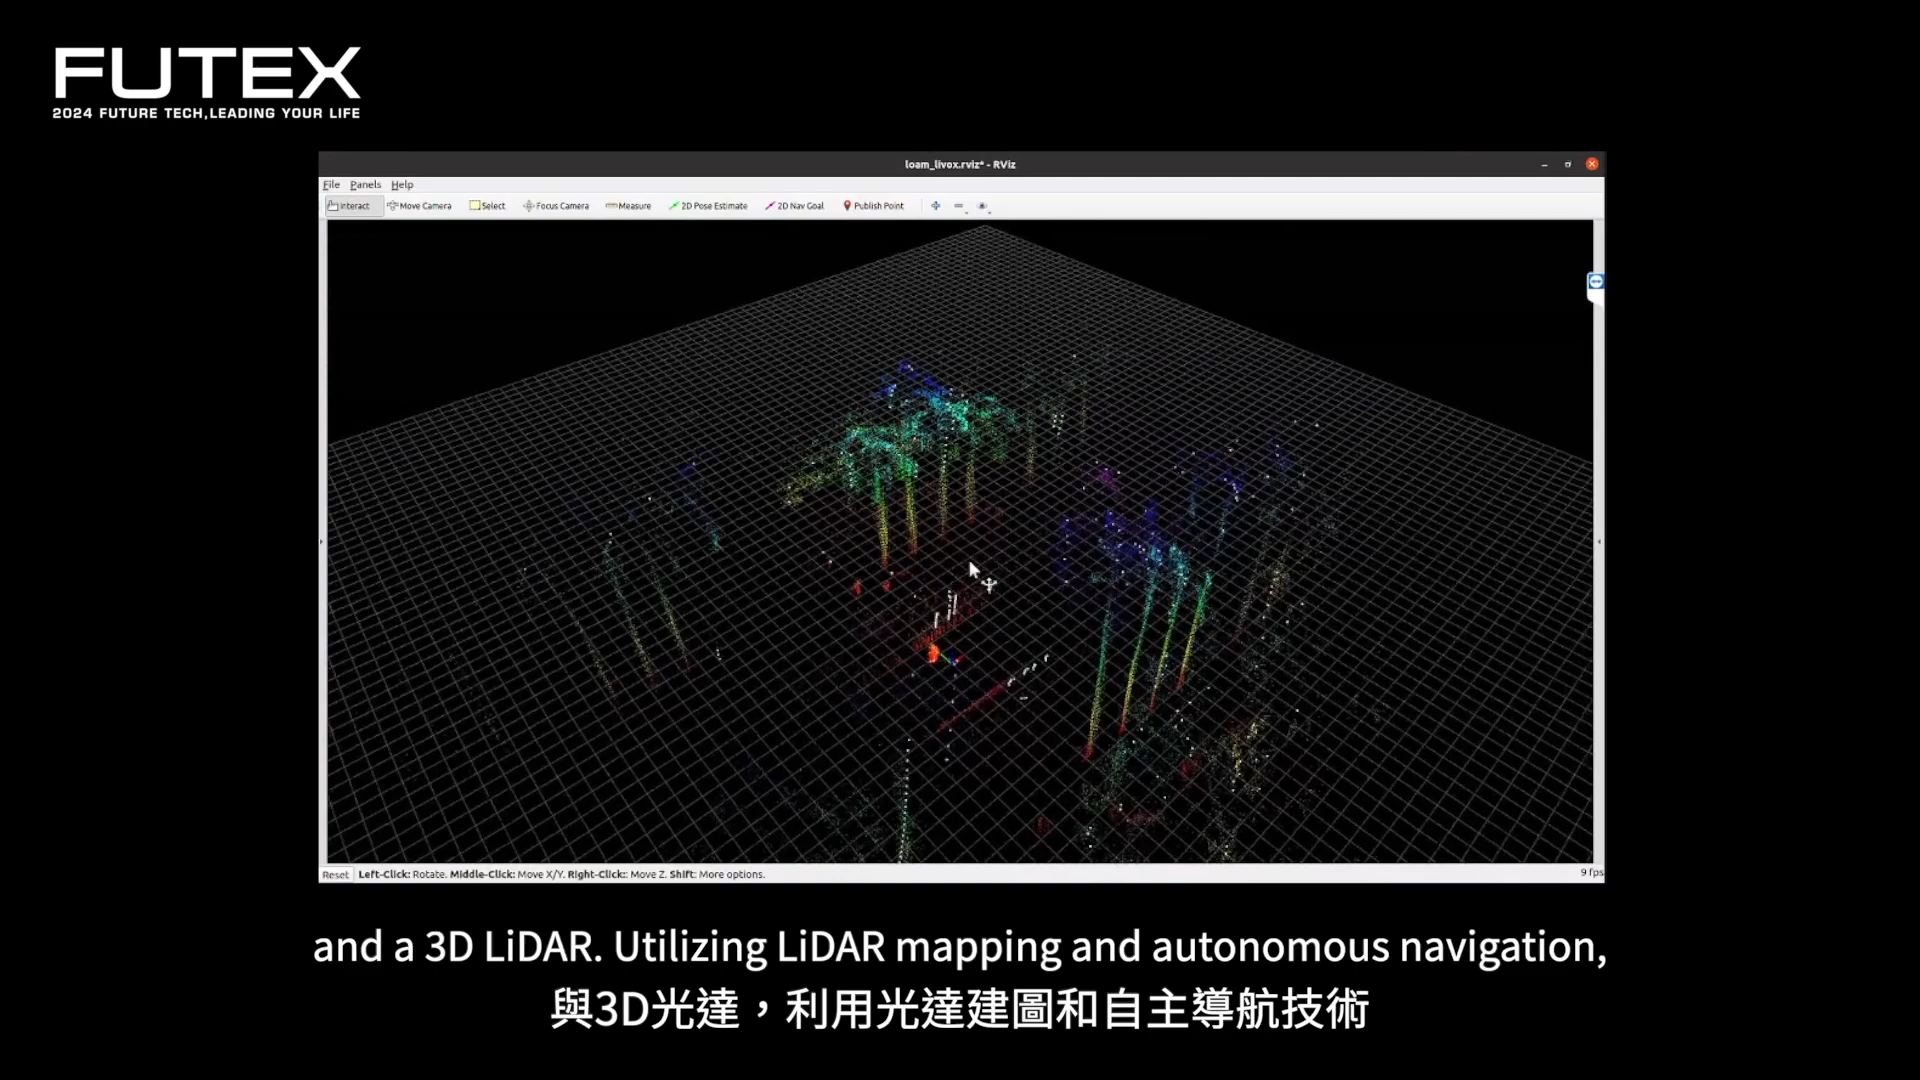 FUTEX
2024 FUTURE TECH,LEADING YOUR LIFE
loam_livox.rviz* - RViz
File Panels Help
Interact Move Camera Select Focus Camera Measure 2D Pose Estimate 2D Nav Goal Publish Point
Reset Left-Click: Rotate. Middle-Click: Move X/Y. Right-Click:: Move Z. Shift: More options. 9 fps
and a 3D LiDAR. Utilizing LiDAR mapping and autonomous navigation,
與3D光達，利用光達建圖和自主導航技術